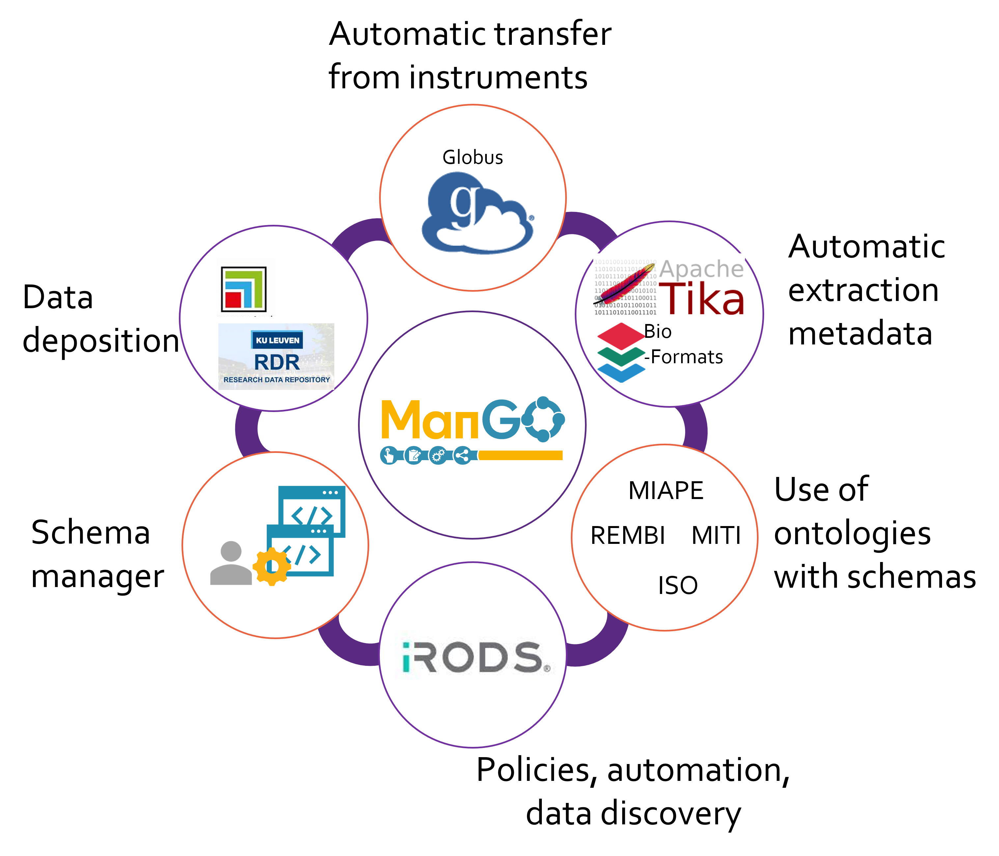 Automatic transfer
from instruments
Globus
g
®
Data
deposition
KU LEUVEN
RDR
RESEARCH DATA REPOSITORY
Apache
Tika
Bio
-Formats
Automatic
extraction
metadata
ManGO
Schema
manager
</>
</>
MIAPE
REMBI MITI
ISO
Use of
ontologies
with schemas
iRODS®
Policies, automation,
data discovery